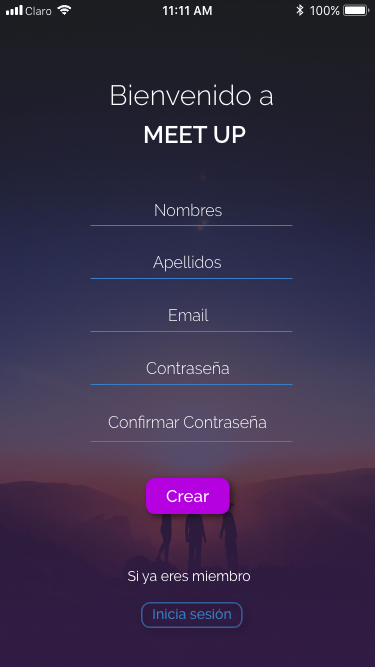 Claro 11:11 AM 100%
Bienvenido a
MEET UP
Nombres
Apellidos
Email
Contraseña
Confirmar Contraseña
Crear
Si ya eres miembro
Inicia sesión